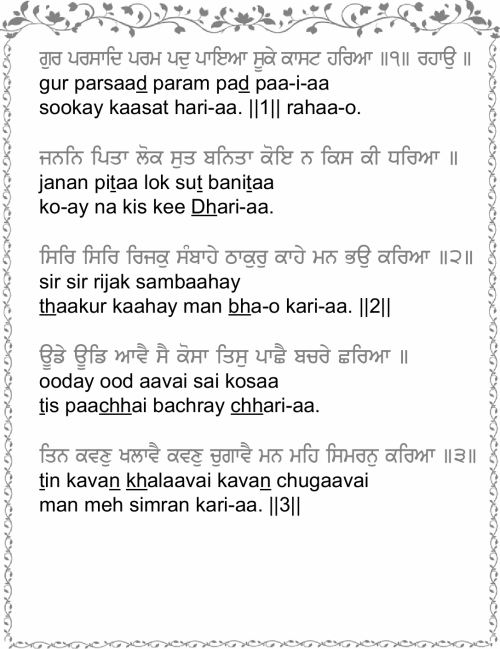 ਗੁਰ ਪਰਸਾਦਿ ਪਰਮ ਪਦੁ ਪਾਇਆ ਸੂਕੇ ਕਾਸਟ ਹਰਿਆ ॥੧॥ ਰਹਾਉ ॥
gur parsaad param pad paa-i-aa
sookay kaasat hari-aa. ||1|| rahaa-o.
ਜਨਨਿ ਪਿਤਾ ਲੋਕ ਸੁਤ ਬਨਿਤਾ ਕੋਇ ਨ ਕਿਸ ਕੀ ਧਰਿਆ ॥
janan pitaa lok sut banitaa
ko-ay na kis kee Dhari-aa.
ਸਿਰਿ ਸਿਰਿ ਰਿਜਕੁ ਸੰਬਾਹੇ ਠਾਕੁਰੁ ਕਾਹੇ ਮਨ ਭਉ ਕਰਿਆ ॥੨॥
sir sir rijak sambaahay
thaakur kaahay man bha-o kari-aa. ||2||
ਊਡੇ ਊਡਿ ਆਵੈ ਸੈ ਕੋਸਾ ਤਿਸੁ ਪਾਛੈ ਬਚਰੇ ਛਰਿਆ ॥
ooday ood aavai sai kosaa
tis paachhai bachray chhari-aa.
ਤਿਨ ਕਵਣੁ ਖਲਾਵੈ ਕਵਣੁ ਚੁਗਾਵੈ ਮਨ ਮਹਿ ਸਿਮਰਨੁ ਕਰਿਆ ॥੩॥
tin kavan khalaavai kavan chugaavai
man meh simran kari-aa. ||3||